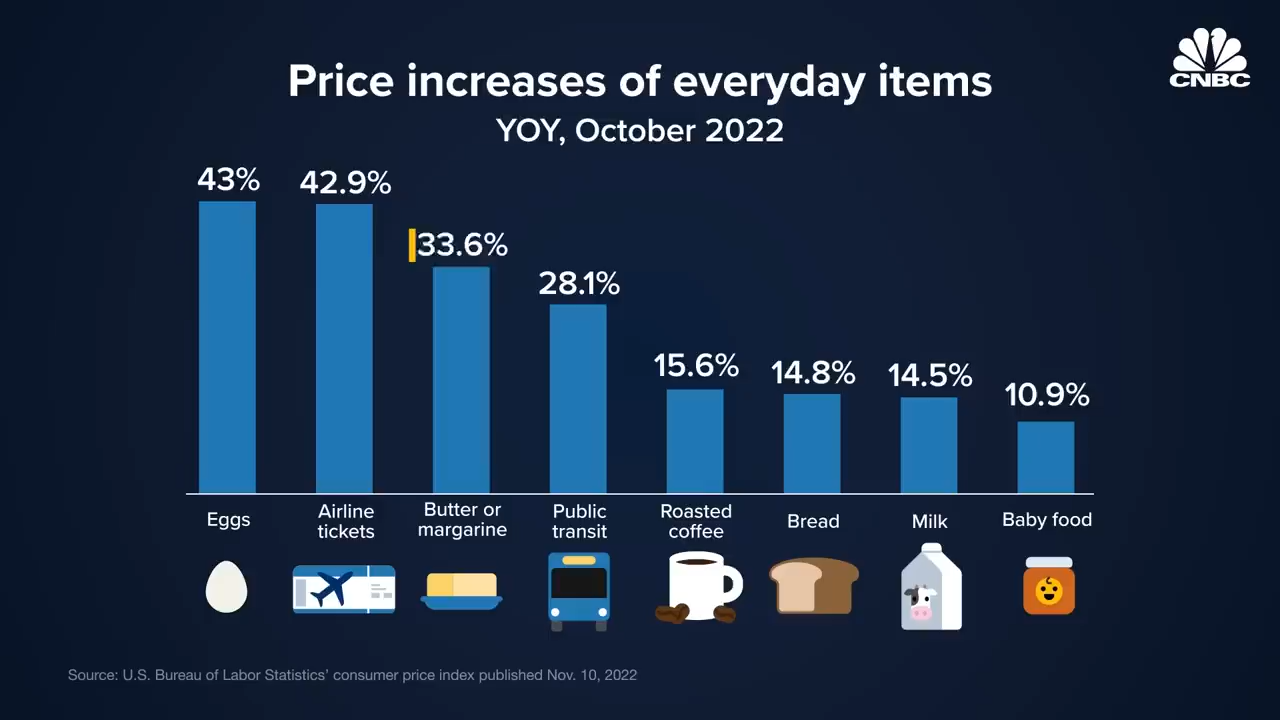 CNBC
Price increases of everyday items
YOY, October 2022
43%
42.9%
33.6%
28.1%
15.6%
14.8%
14.5%
10.9%
Eggs
Airline
tickets
Butter or
margarine
Public
transit
Roasted
coffee
Bread
Milk
Baby food
Source: U.S. Bureau of Labor Statistics’ consumer price index published Nov. 10, 2022